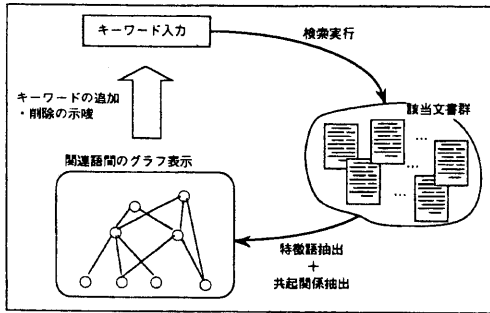 キーワード入力
検索実行
キーワードの追加
・削除の示唆
該当文書群
…
…
関連語間のグラフ表示
特徴語抽出
+
共起関係抽出